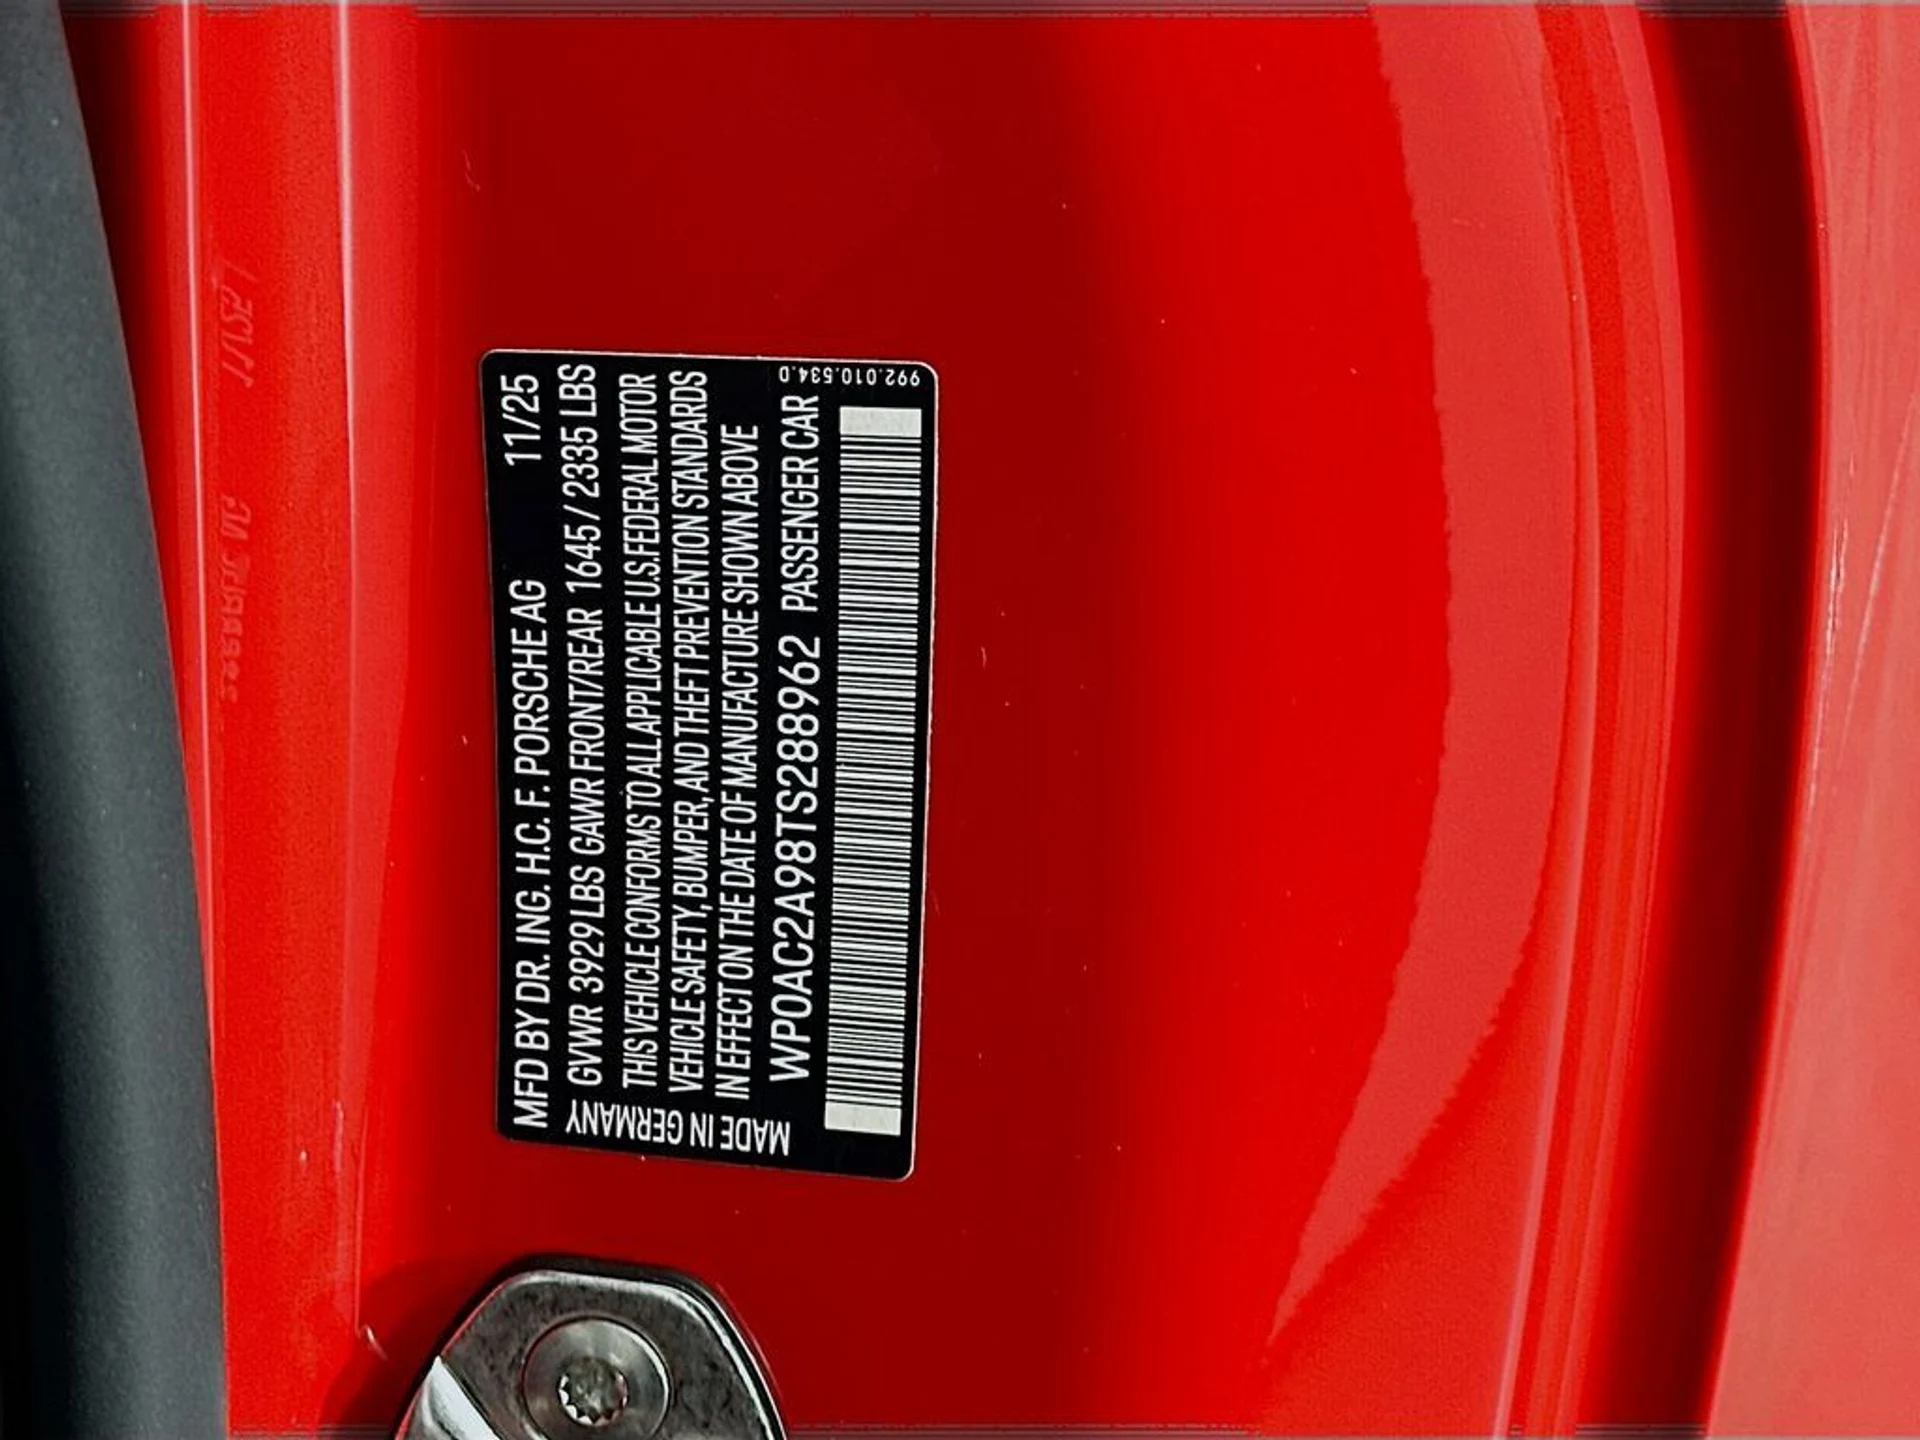 MFD BY DR. ING. H.C. F. PORSCHE AG 11/25
GVWR 3929 LBS GAWR FRONT/REAR 1645 / 2335 LBS
THIS VEHICLE CONFORMS TO ALL APPLICABLE U.S. FEDERAL MOTOR
VEHICLE SAFETY, BUMPER, AND THEFT PREVENTION STANDARDS
IN EFFECT ON THE DATE OF MANUFACTURE SHOWN ABOVE
WP0AC2A98TS288962 PASSENGER CAR
MADE IN GERMANY
992.010.534.D